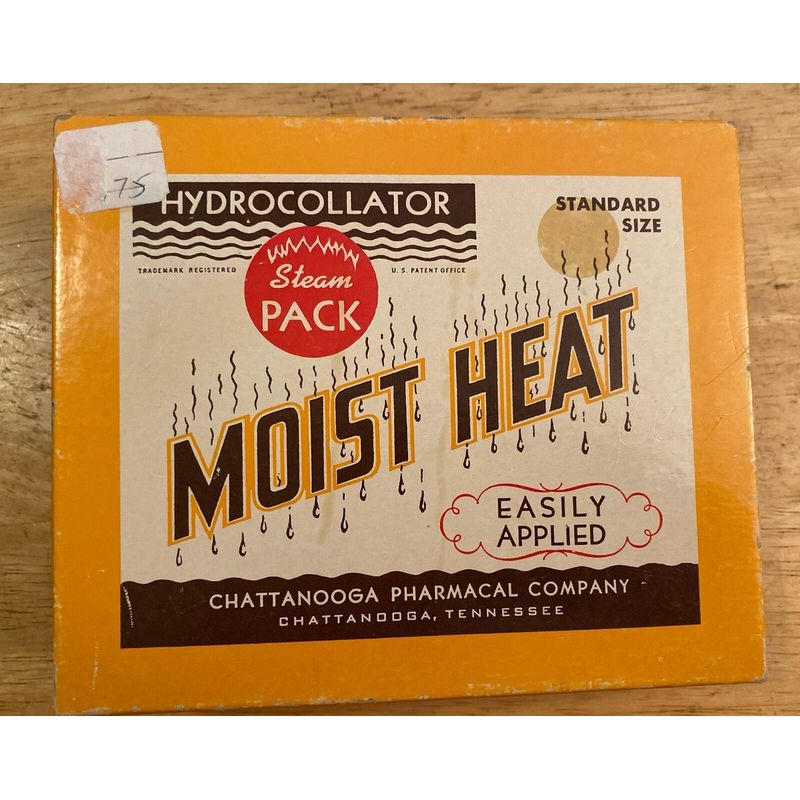 .75
HYDROCOLLATOR
TRADEMARK REGISTERED
U. S. PATENT OFFICE
Steam
PACK
STANDARD
SIZE
MOIST HEAT
EASILY
APPLIED
CHATTANOOGA PHARMACAL COMPANY
CHATTANOOGA, TENNESSEE